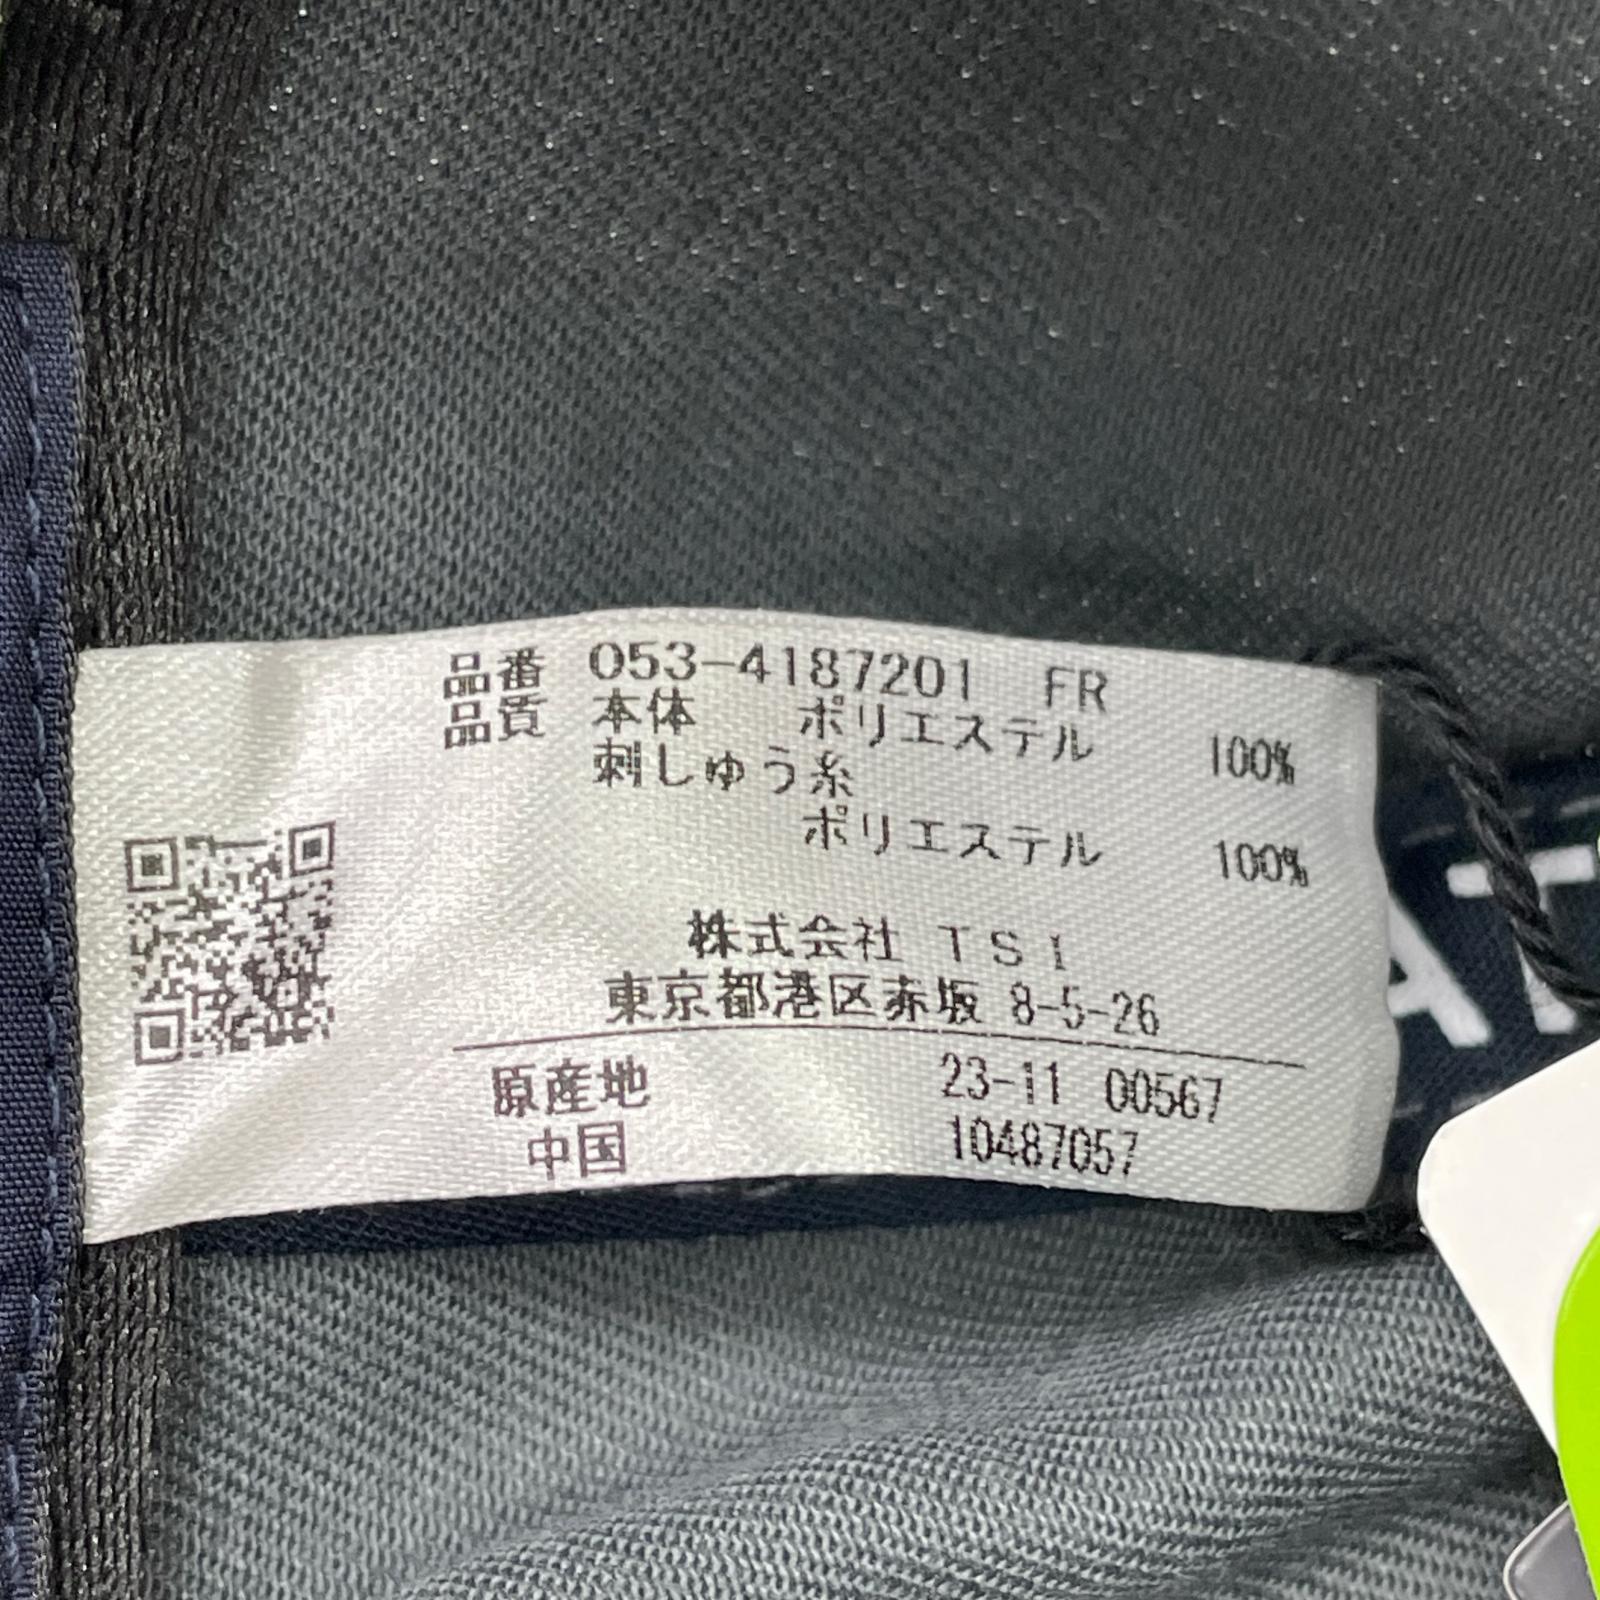 品番 053-4187201 FR
品質 本体 ポリエステル 100%
刺しゅう糸
ポリエステル 100%
株式会社 TSI
東京都港区赤坂 8-5-26
原産地 23-11 00567
中国 10487057